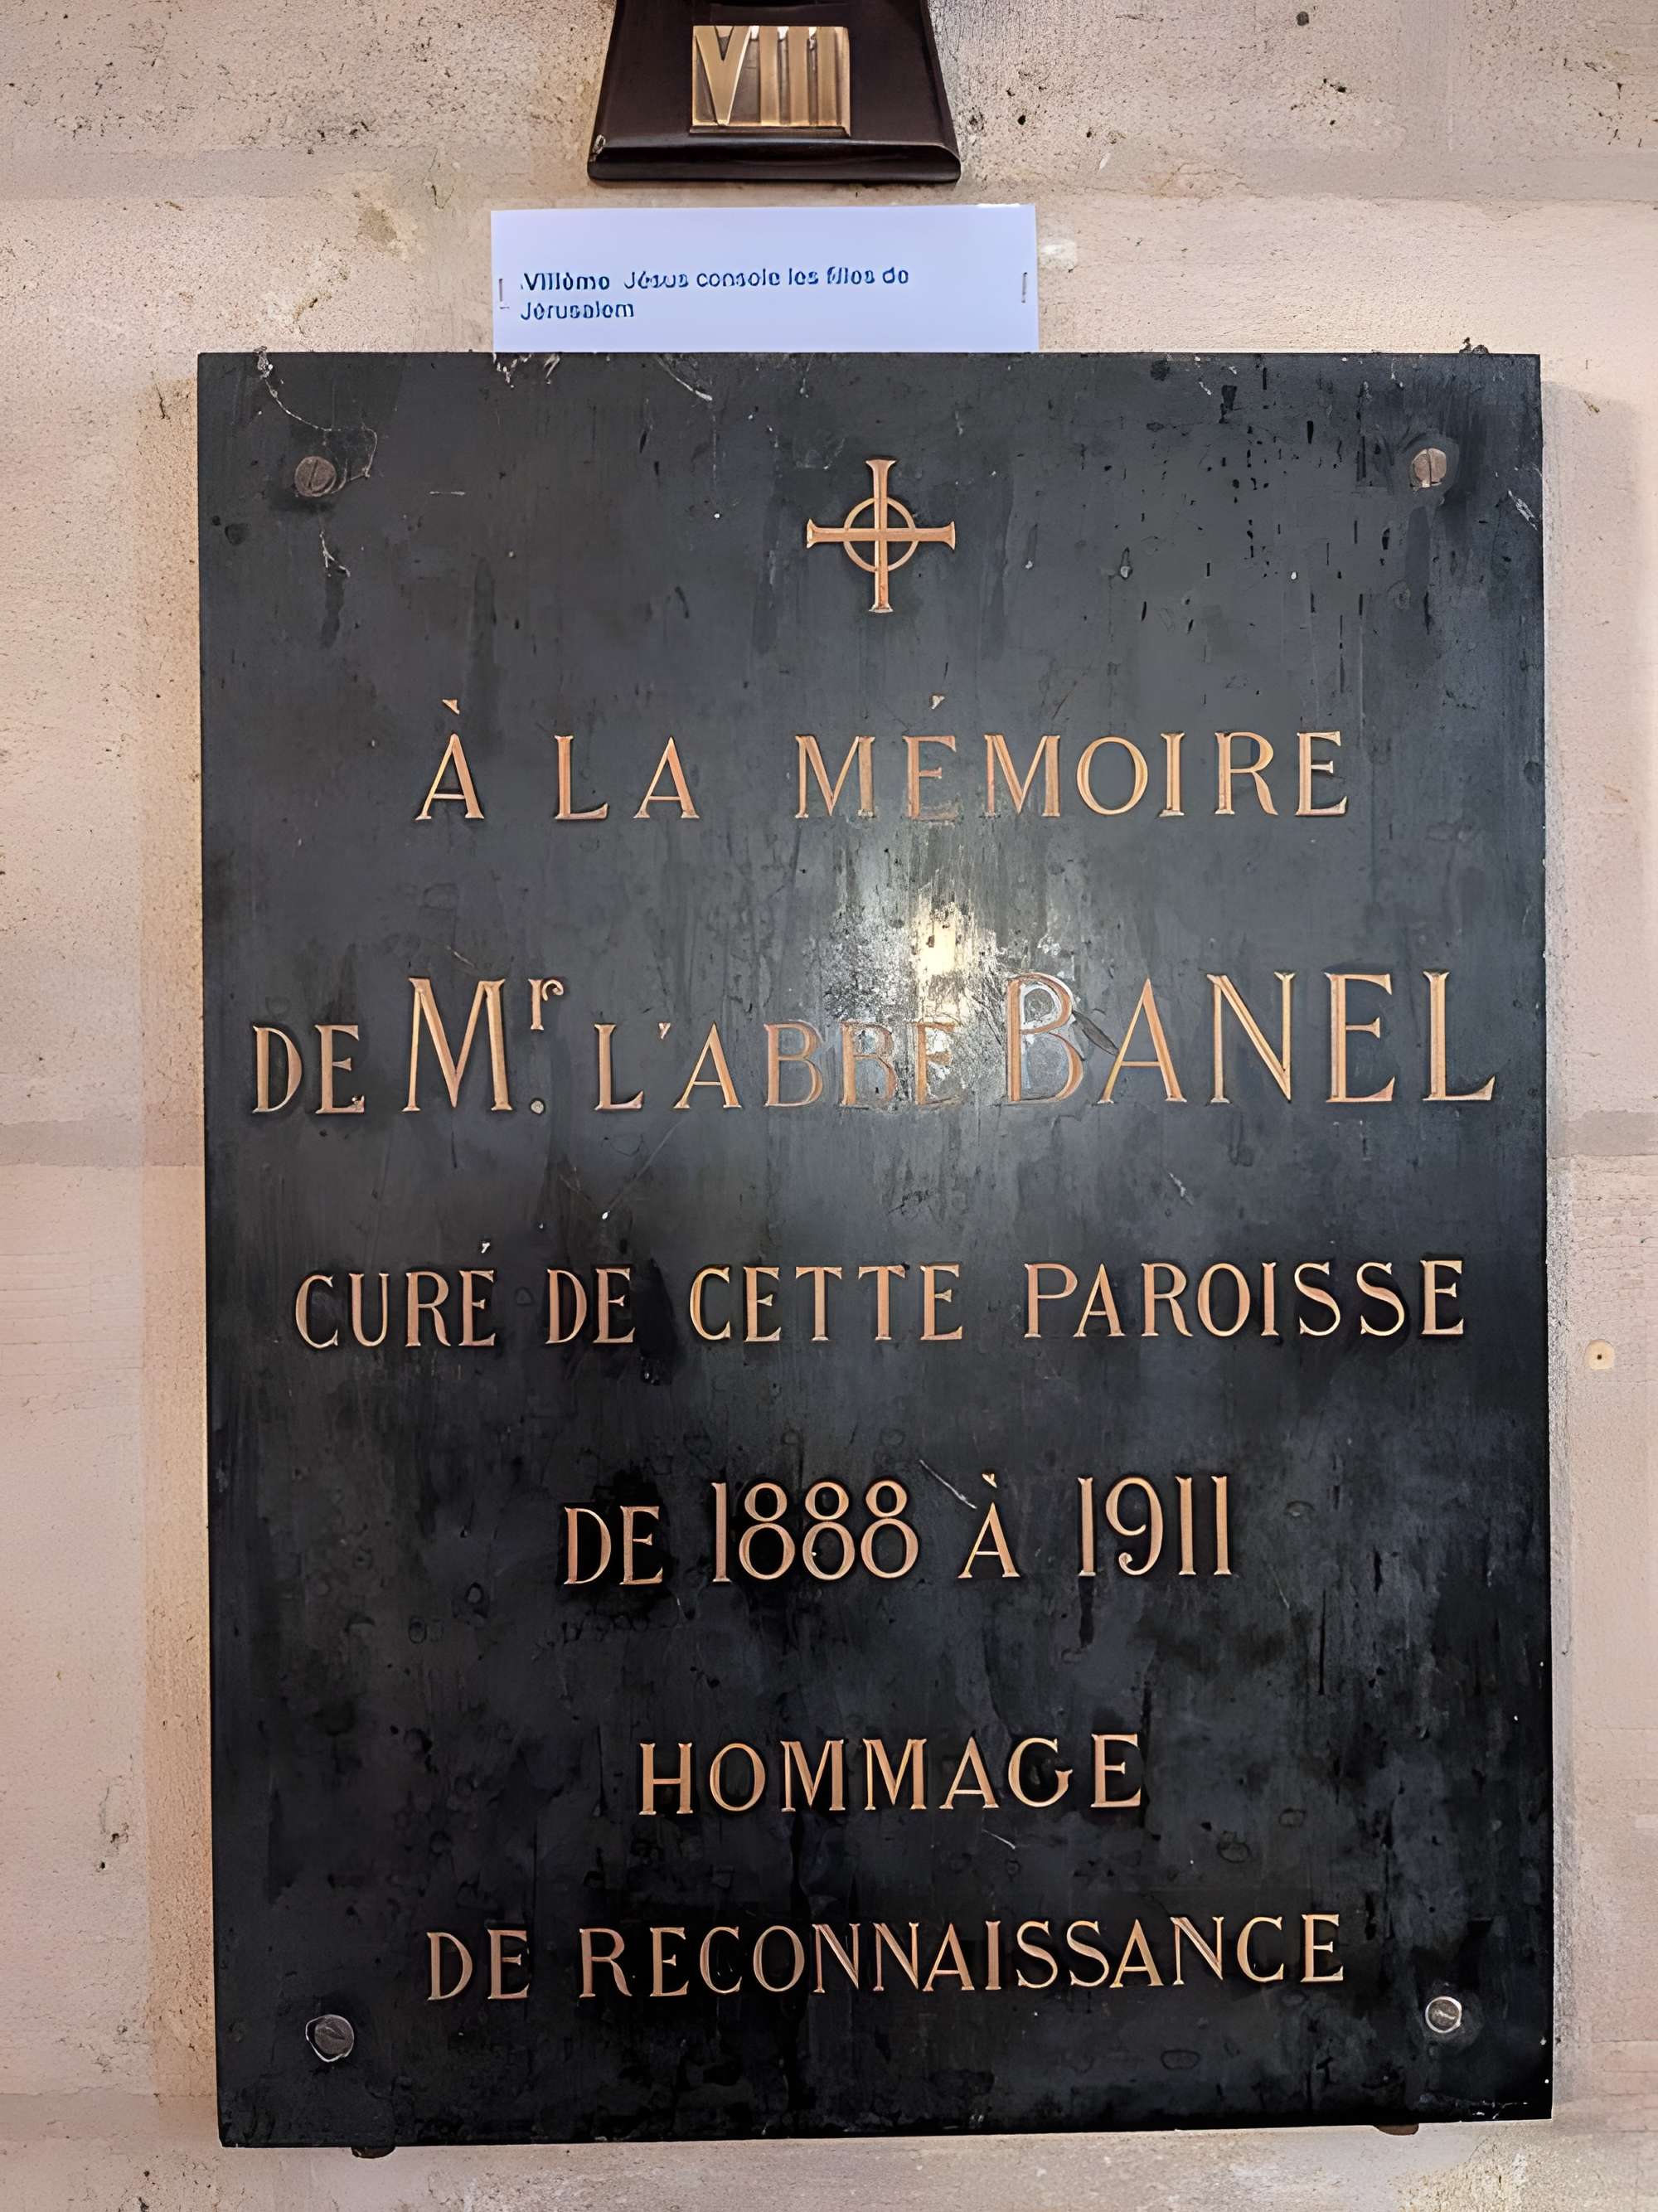 VIII
VIIIème Jésus console les filles de
Jérusalem
À LA MÉMOIRE
DE Mr. L'ABBÉ BANEL
CURÉ DE CETTE PAROISSE
DE 1888 À 1911
HOMMAGE
DE RECONNAISSANCE